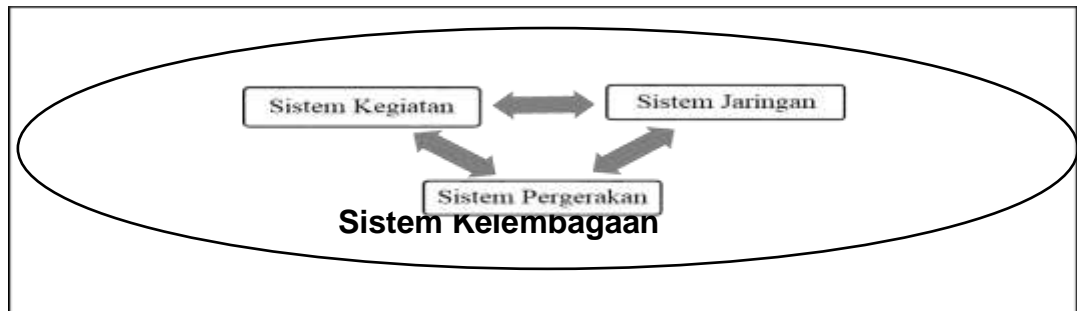 Sistem Kegiatan
Sistem Jaringan
Sistem Pergerakan
Sistem Kelembagaan